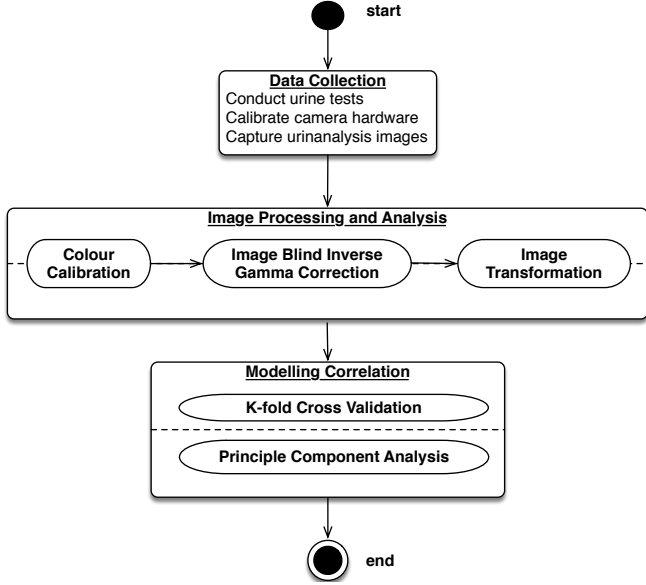 start
Data Collection
Conduct urine tests
Calibrate camera hardware
Capture urinanalysis images
Image Processing and Analysis
Colour
Calibration
Image Blind Inverse
Gamma Correction
Image
Transformation
Modelling Correlation
K-fold Cross Validation
Principle Component Analysis
end